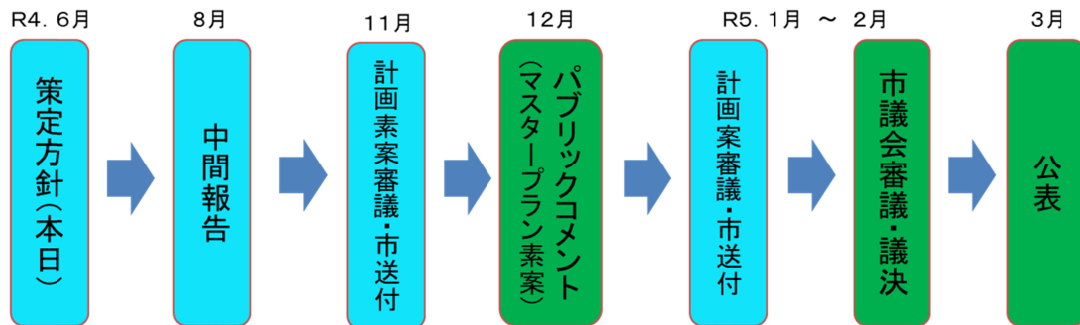 R4．6月
8月
11月
12月
R5．1月 ～ 2月
3月
策定方針（本日）
中間報告
計画素案審議・市送付
パブリックコメント
（マスタープラン素案）
計画案審議・市送付
市議会審議・議決
公表